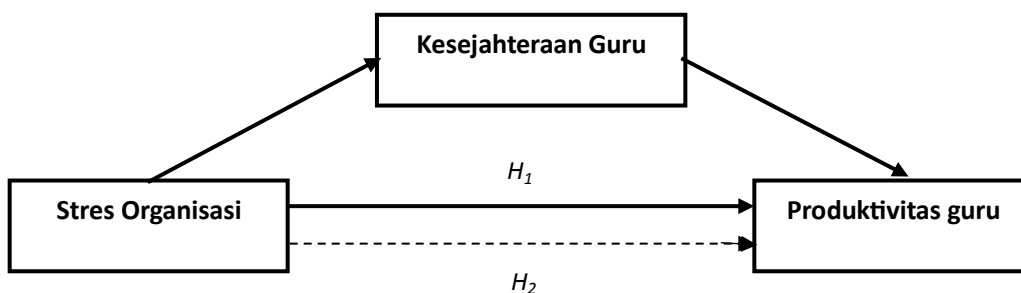 Kesejahteraan Guru
H₁
Stres Organisasi
Produktivitas guru
H₂